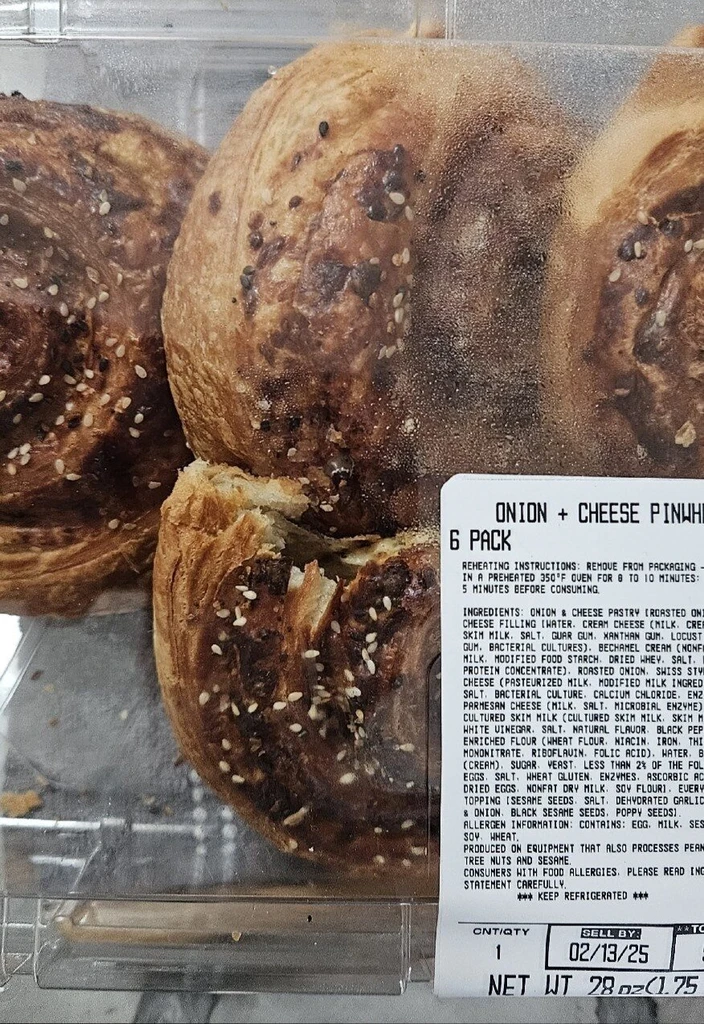 ONION + CHEESE PINWH
6 PACK
REHEATING INSTRUCTIONS: REMOVE FROM PACKAGING -
IN A PREHEATED 350°F OVEN FOR 8 TO 10 MINUTES:
5 MINUTES BEFORE CONSUMING.
INGREDIENTS: ONION & CHEESE PASTRY [ROASTED ONI
CHEESE FILLING [WATER, CREAM CHEESE (MILK, CRE
SKIM MILK, SALT, GUAR GUM, XANTHAN GUM, LOCUST
GUM, BACTERIAL CULTURES), BECHAMEL CREAM (NONF
MILK, MODIFIED FOOD STARCH, DRIED WHEY, SALT,
PROTEIN CONCENTRATE), ROASTED ONION, SWISS STY
CHEESE (PASTEURIZED MILK, MODIFIED MILK INGRED
SALT, BACTERIAL CULTURE, CALCIUM CHLORIDE, ENZ
PARMESAN CHEESE (MILK, SALT, MICROBIAL ENZYME)
CULTURED SKIM MILK (CULTURED SKIM MILK, SKIM M
WHITE VINEGAR, SALT, NATURAL FLAVOR, BLACK PEP
ENRICHED FLOUR (WHEAT FLOUR, NIACIN, IRON, THI
MONONITRATE, RIBOFLAVIN, FOLIC ACID), WATER, B
(CREAM), SUGAR, YEAST, LESS THAN 2% OF THE FOL
EGGS, SALT, WHEAT GLUTEN, ENZYMES, ASCORBIC AC
DRIED EGGS, NONFAT DRY MILK, SOY FLOUR], EVERY
TOPPING [SESAME SEEDS, SALT, DEHYDRATED GARLIC
& ONION, BLACK SESAME SEEDS, POPPY SEEDS].
ALLERGEN INFORMATION: CONTAINS: EGG, MILK, SES
SOY, WHEAT.
PRODUCED ON EQUIPMENT THAT ALSO PROCESSES PEAN
TREE NUTS AND SESAME.
CONSUMERS WITH FOOD ALLERGIES, PLEASE READ ING
STATEMENT CAREFULLY.
*** KEEP REFRIGERATED ***
CNT/QTY SELL BY: **TO
1 02/13/25
NET WT 28 oz(1.75